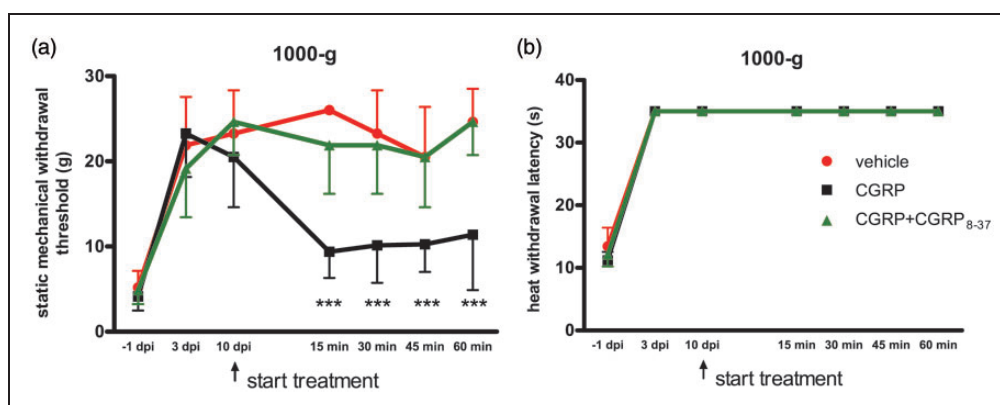 (a)
1000-g
static mechanical withdrawal
threshold (g)
30
20
10
0
-1 dpi 3 dpi 10 dpi 15 min 30 min 45 min 60 min
*** *** *** ***
↑ start treatment
(b)
1000-g
heat withdrawal latency (s)
40
30
20
10
0
-1 dpi 3 dpi 10 dpi 15 min 30 min 45 min 60 min
↑ start treatment
vehicle
CGRP
CGRP+CGRP8-37